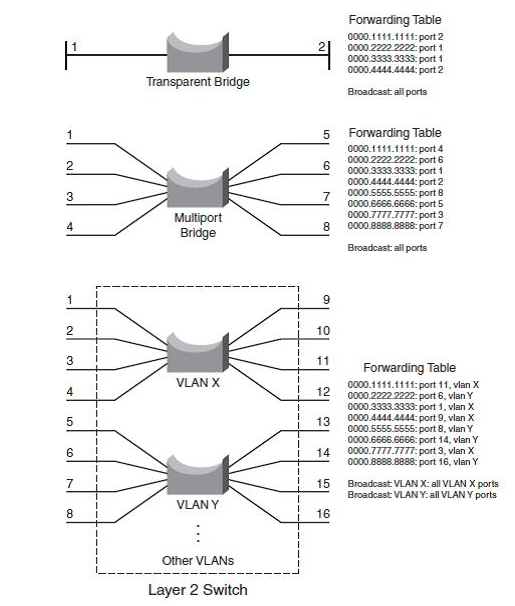 Forwarding Table
0000.1111.1111: port 2
0000.2222.2222: port 1
0000.3333.3333: port 1
0000.4444.4444: port 2
Broadcast: all ports
1
2
Transparent Bridge
Forwarding Table
0000.1111.1111: port 4
0000.2222.2222: port 6
0000.3333.3333: port 1
0000.4444.4444: port 2
0000.5555.5555: port 8
0000.6666.6666: port 5
0000.7777.7777: port 3
0000.8888.8888: port 7
Broadcast: all ports
1
2
3
4
5
6
7
8
Multiport
Bridge
1
2
3
4
9
10
11
12
VLAN X
5
6
7
8
13
14
15
16
VLAN Y
Other VLANs
Layer 2 Switch
Forwarding Table
0000.1111.1111: port 11, vlan X
0000.2222.2222: port 6, vlan Y
0000.3333.3333: port 1, vlan X
0000.4444.4444: port 9, vlan X
0000.5555.5555: port 8, vlan Y
0000.6666.6666: port 14, vlan Y
0000.7777.7777: port 3, vlan X
0000.8888.8888: port 16, vlan Y
Broadcast: VLAN X: all VLAN X ports
Broadcast: VLAN Y: all VLAN Y ports